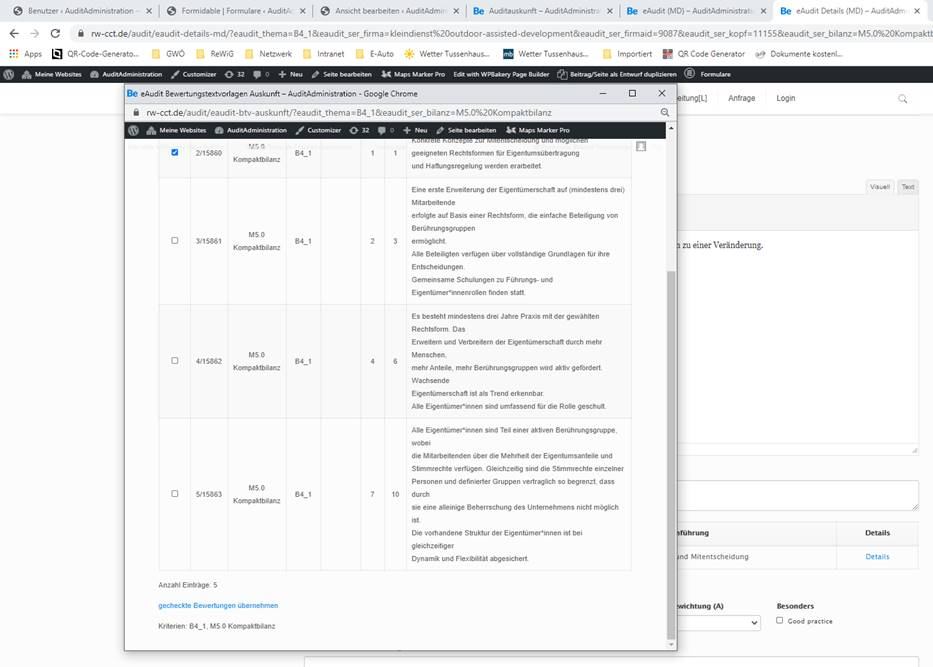 Benutzer ‹ AuditAdministration —
Formidable | Formulare ‹ AuditAdm
Ansicht bearbeiten ‹ AuditAdmin
Be Auditauskunft – AuditAdministra
Be eAudit (MD) – AuditAdministratio
Be eAudit Details (MD) – AuditAdmin
rw-cct.de/audit/eaudit-details-md/?eaudit_thema=B4_1&eaudit_ser_firma=kleindienst%20outdoor-assisted-development&eaudit_ser_firmaid=9087&eaudit_ser_kopf=11155&eaudit_ser_bilanz=M5.0%20Kompaktb
Apps
QR-Code-Generato...
GWÖ
ReWiG
Netzwerk
Intranet
E-Auto
Wetter Tussenhaus...
mb Wetter Tussenhaus...
Importiert
QR Code Generator
Dokumente kostenl...
Meine Websites
AuditAdministration
Customizer
32
0
Neu
Seite bearbeiten
Maps Marker Pro
Edit with WPBakery Page Builder
Beitrag/Seite als Entwurf duplizieren
Formulare
eitung[L]
Anfrage
Login
Be eAudit Bewertungstextvorlagen Auskunft – AuditAdministration - Google Chrome
rw-cct.de/audit/eaudit-btv-auskunft/?eaudit_thema=B4_1&eaudit_ser_bilanz=M5.0%20Kompaktbilanz
Meine Websites
AuditAdministration
Customizer
32
0
Neu
Seite bearbeiten
Maps Marker Pro
2/15860
M5.0
Kompaktbilanz
B4_1
1
1
Konkrete Konzepte zur Mitentscheidung und möglichen
geeigneten Rechtsformen für Eigentumsübertragung
und Haftungsregelung werden erarbeitet.
3/15861
M5.0
Kompaktbilanz
B4_1
2
3
Eine erste Erweiterung der Eigentümerschaft auf (mindestens drei)
Mitarbeitende
erfolgte auf Basis einer Rechtsform, die einfache Beteiligung von
Berührungsgruppen
ermöglicht.
Alle Beteiligten verfügen über vollständige Grundlagen für ihre
Entscheidungen.
Gemeinsame Schulungen zu Führungs- und
Eigentümer*innenrollen finden statt.
4/15862
M5.0
Kompaktbilanz
B4_1
4
6
Es besteht mindestens drei Jahre Praxis mit der gewählten
Rechtsform. Das
Erweitern und Verbreitern der Eigentümerschaft durch mehr
Menschen,
mehr Anteile, mehr Berührungsgruppen wird aktiv gefördert.
Wachsende
Eigentümerschaft ist als Trend erkennbar.
Alle Eigentümer*innen sind umfassend für die Rolle geschult.
5/15863
M5.0
Kompaktbilanz
B4_1
7
10
Alle Eigentümer*innen sind Teil einer aktiven Berührungsgruppe,
wobei
die Mitarbeitenden über die Mehrheit der Eigentumsanteile und
Stimmrechte verfügen. Gleichzeitig sind die Stimmrechte einzelner
Personen und definierter Gruppen vertraglich so begrenzt, dass
durch
sie eine alleinige Beherrschung des Unternehmens nicht möglich
ist.
Die vorhandene Struktur der Eigentümer*innen ist bei
gleichzeitiger
Dynamik und Flexibilität abgesichert.
Anzahl Einträge: 5
gecheckte Bewertungen übernehmen
Kriterien: B4_1, M5.0 Kompaktbilanz
Visuell
Text
n zu einer Veränderung.
nführung
Details
und Mitentscheidung
Details
ewichtung (A)
Besonders
Good practice